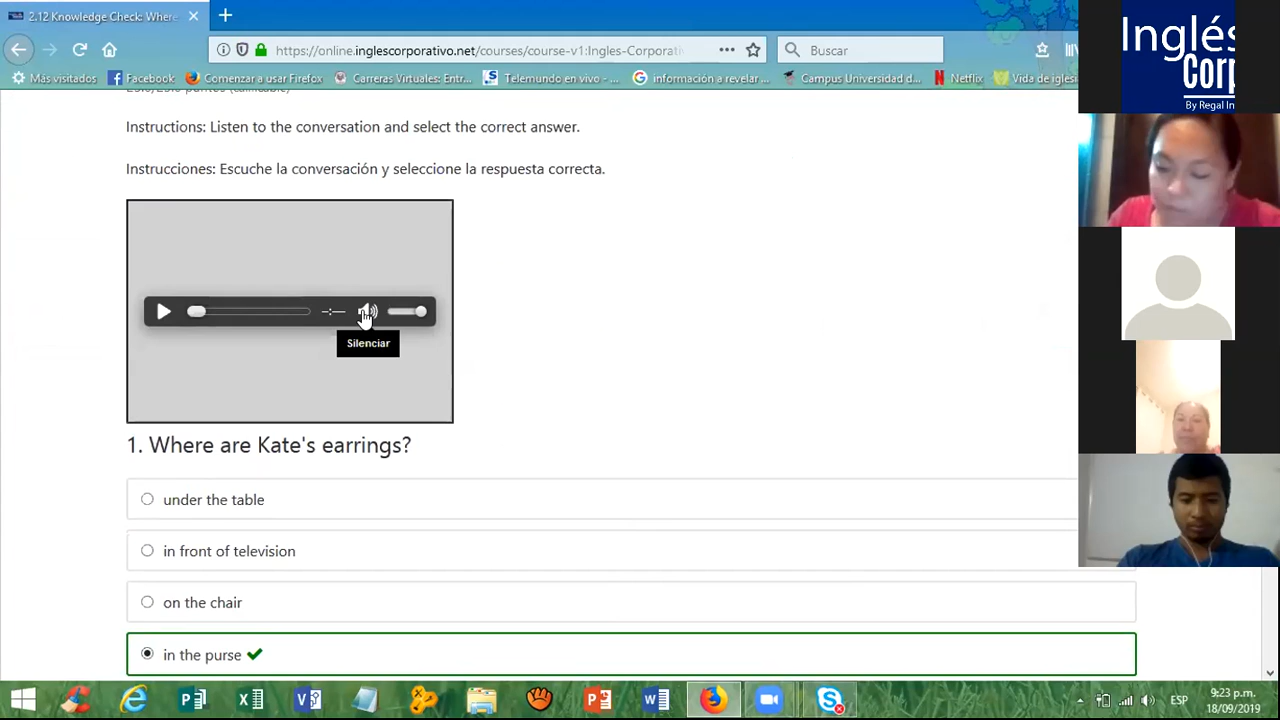 2.12 Knowledge Check: Where
https://online.inglescorporativo.net/courses/course-v1:Ingles-Corporati
Buscar
Más visitados
Facebook
Comenzar a usar Firefox
Carreras Virtuales: Entr...
Telemundo en vivo - ...
información a revelar ...
Campus Universidad d...
Netflix
Vida de iglesi
Inglés
Corp
By Regal In
Instructions: Listen to the conversation and select the correct answer.
Instrucciones: Escuche la conversación y seleccione la respuesta correcta.
-:--
Silenciar
1. Where are Kate's earrings?
under the table
in front of television
on the chair
in the purse
ESP
9:23 p.m.
18/09/2019